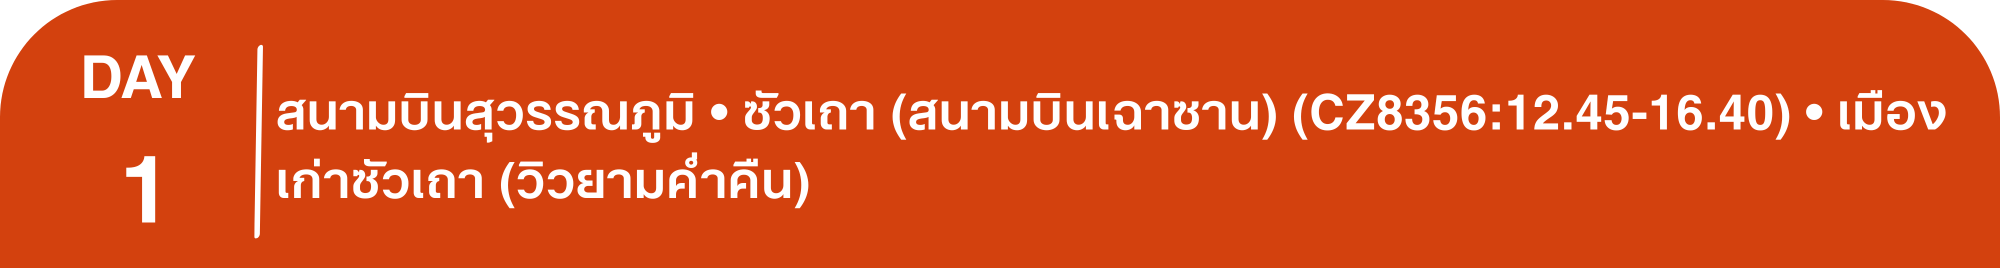 DAY
1
สนามบินสุวรรณภูมิ • ซัวเถา (สนามบินเฉาซาน) (CZ8356:12.45-16.40) • เมือง
เก่าซัวเถา (วิวยามค่ำคืน)